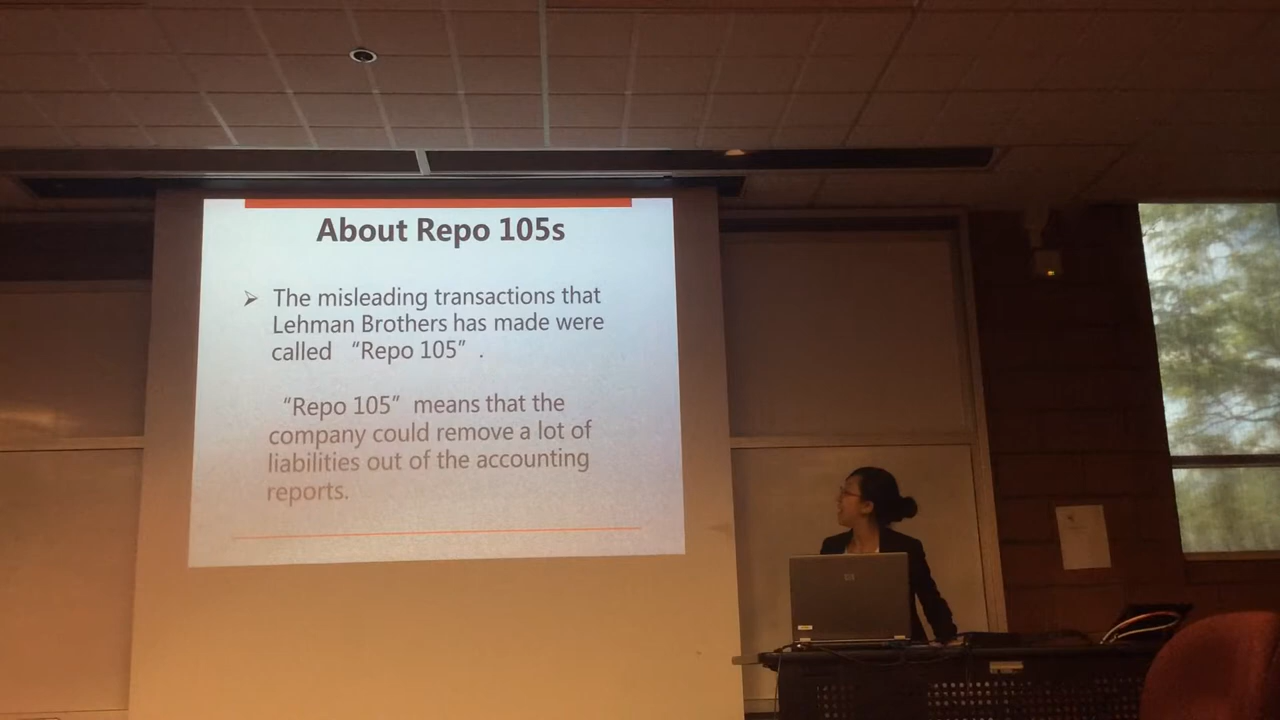 About Repo 105s
➢ The misleading transactions that
Lehman Brothers has made were
called “Repo 105” .
“Repo 105” means that the
company could remove a lot of
liabilities out of the accounting
reports.
hp